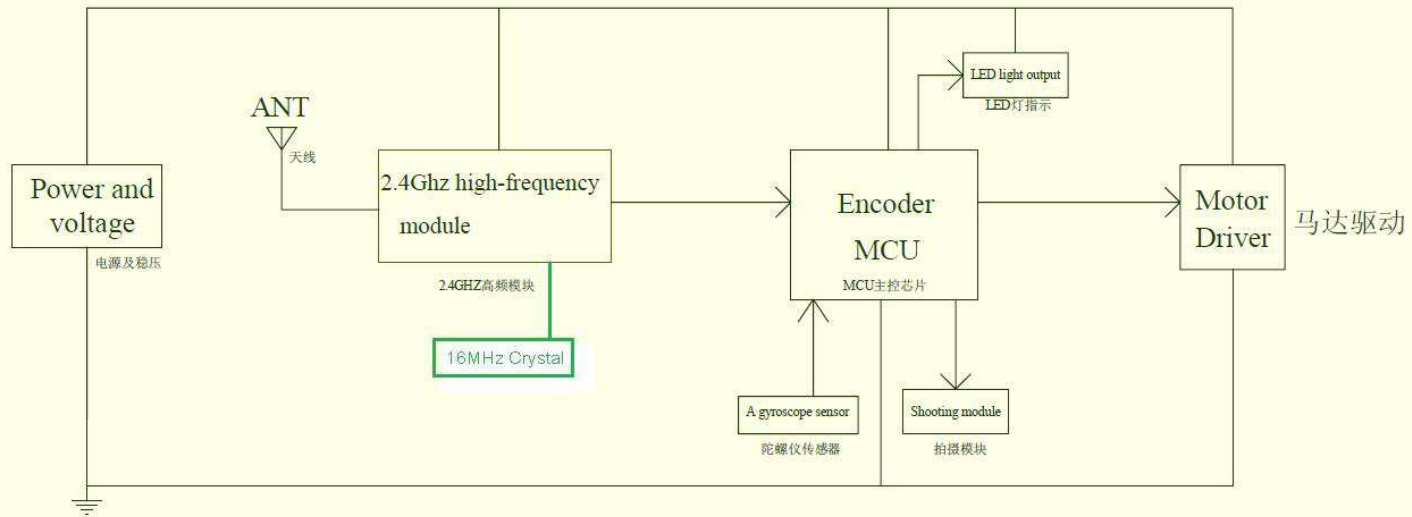 LED light output
LED灯指示
ANT
天线
Power and
voltage
电源及稳压
2.4Ghz high-frequency
module
2.4GHZ高频模块
16MHz Crystal
Encoder
MCU
MCU主控芯片
Motor
Driver
马达驱动
A gyroscope sensor
陀螺仪传感器
Shooting module
拍摄模块